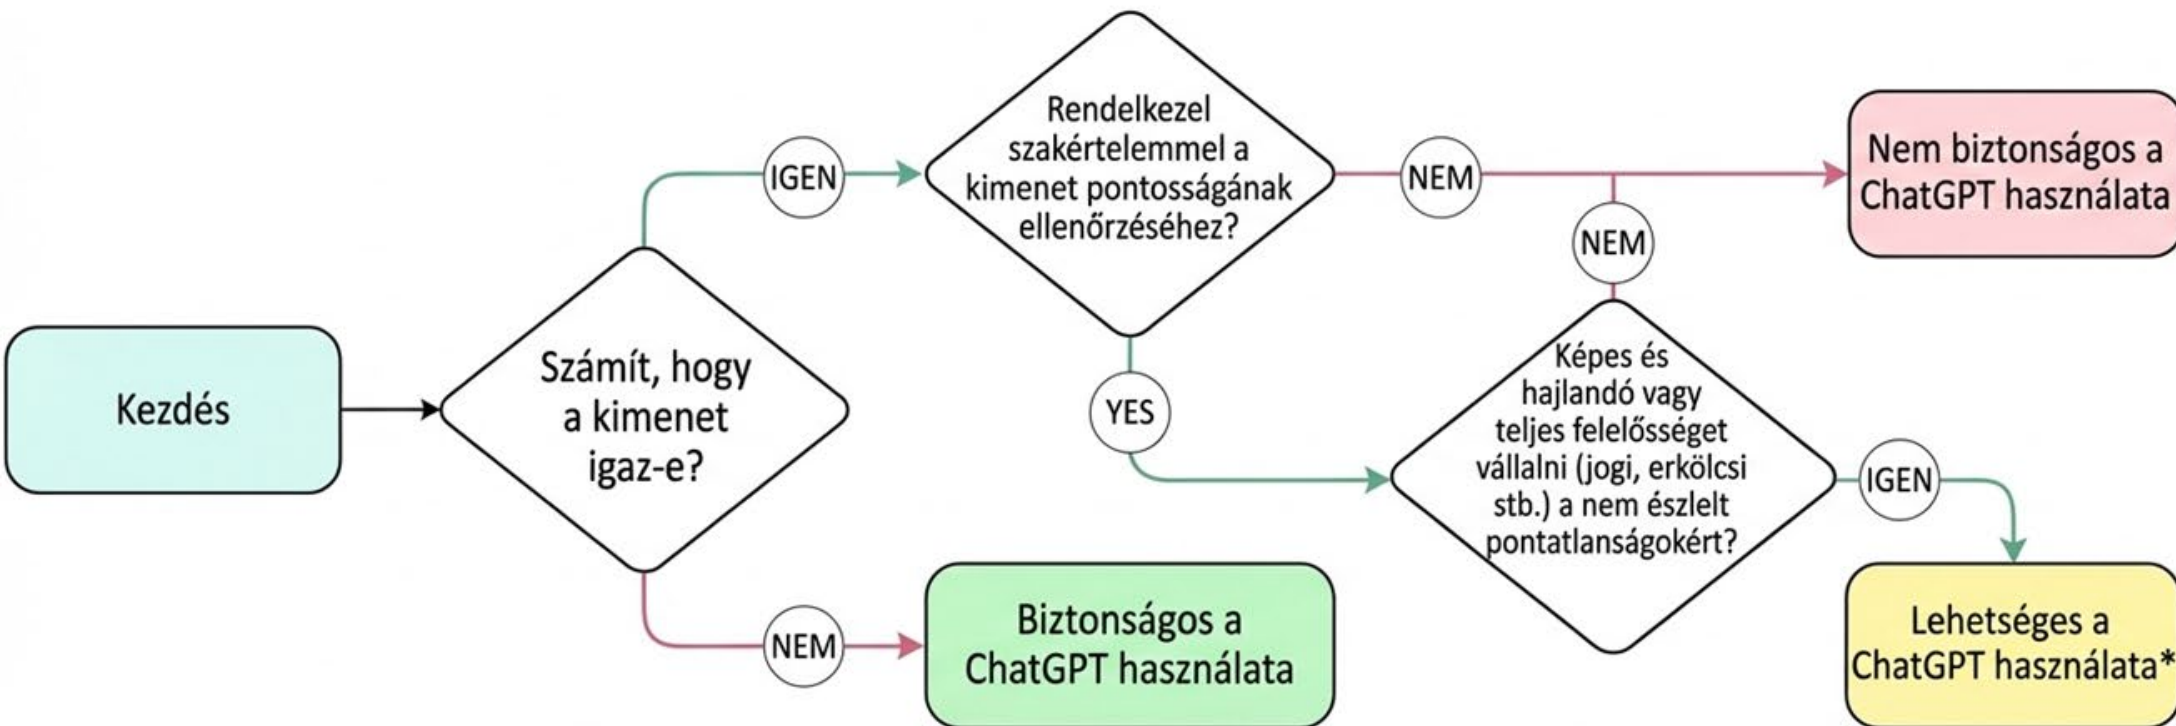 Kezdés
Számít, hogy
a kimenet
igaz-e?
IGEN
Rendelkezel
szakértelemmel a
kimenet pontosságának
ellenőrzéséhez?
NEM
Nem biztonságos a
ChatGPT használata
NEM
YES
Képes és
hajlandó vagy
teljes felelősséget
vállalni (jogi, erkölcsi
stb.) a nem észlelt
pontatlanságokért?
IGEN
Lehetséges a
ChatGPT használata*
NEM
Biztonságos a
ChatGPT használata